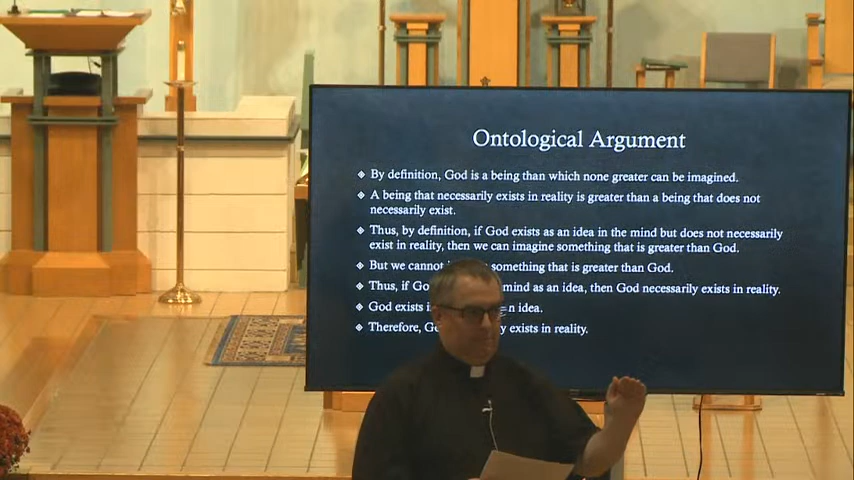 Ontological Argument
By definition, God is a being than which none greater can be imagined.
A being that necessarily exists in reality is greater than a being that does not
necessarily exist.
Thus, by definition, if God exists as an idea in the mind but does not necessarily
exist in reality, then we can imagine something that is greater than God.
But we cannot something that is greater than God.
Thus, if mind as an idea, then God necessarily exists in reality.
God exists idea.
Therefore, exists in reality.